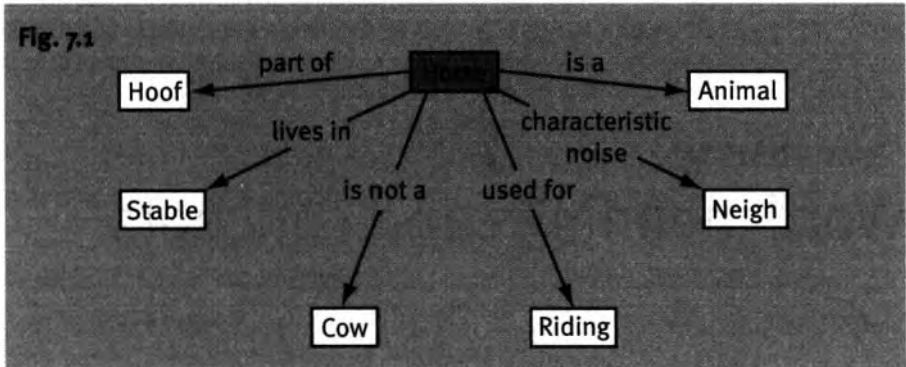 Fig. 7.1
part of
Horse
is a
Hoof
Animal
lives in
characteristic
noise
Stable
is not a
used for
Neigh
Cow
Riding